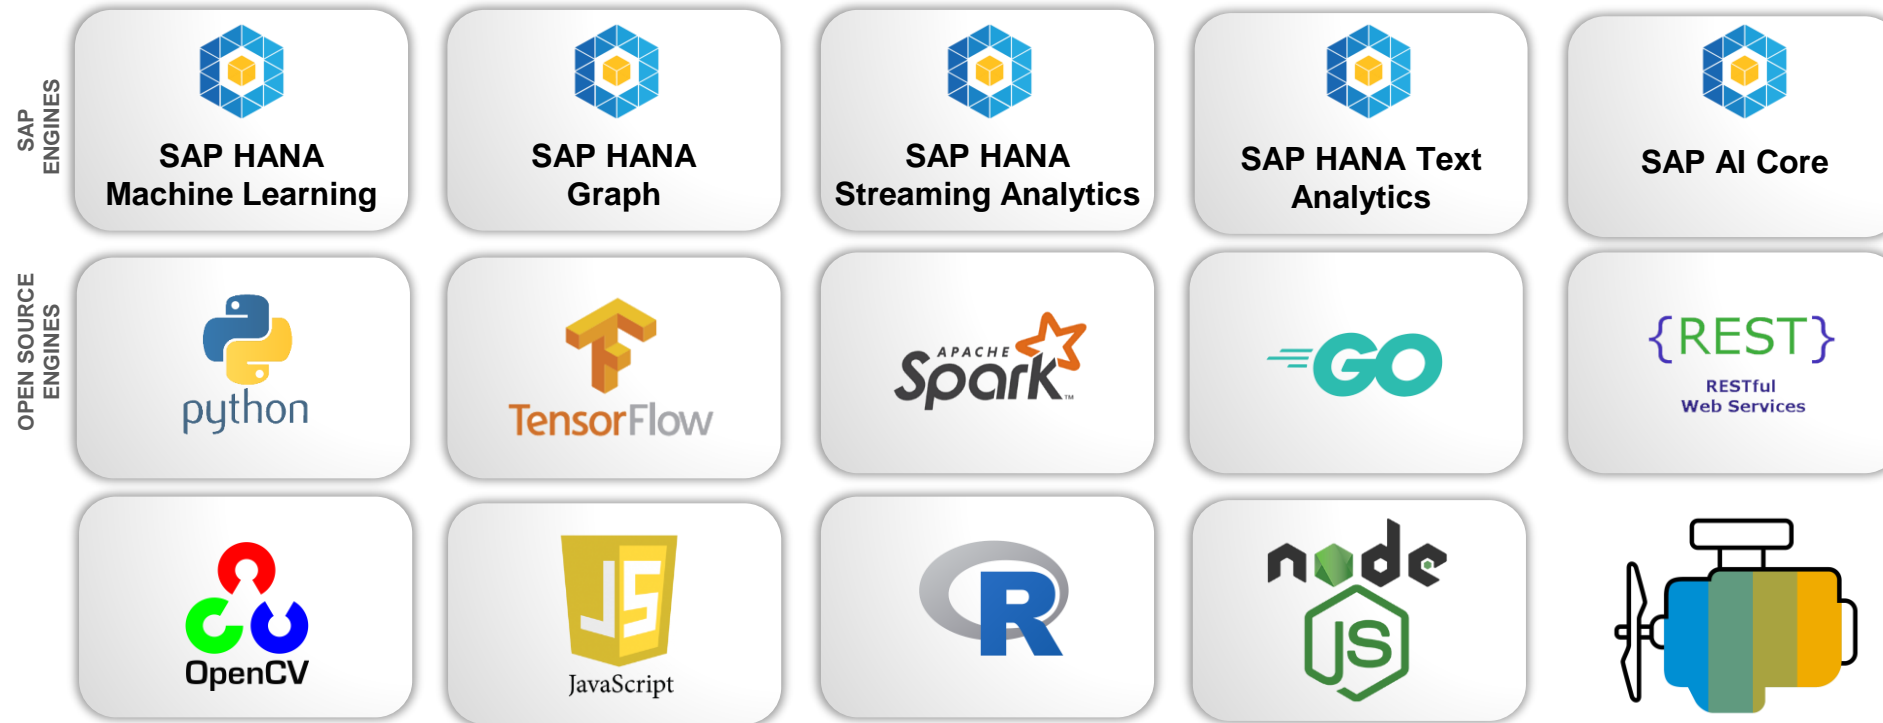 SAP
ENGINES
SAP HANA
Machine Learning
SAP HANA
Graph
SAP HANA
Streaming Analytics
SAP HANA Text
Analytics
SAP AI Core
OPEN SOURCE
ENGINES
python
TensorFlow
APACHE
Spark™
GO
{REST}
RESTful
Web Services
OpenCV
JS
JavaScript
R
node
JS